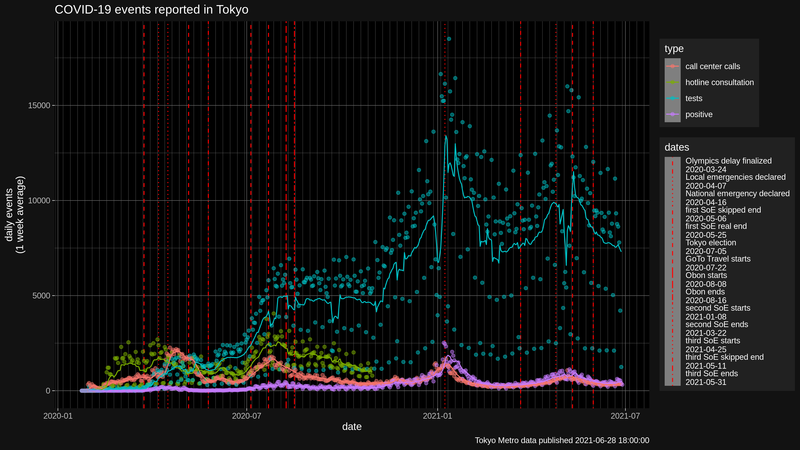 COVID-19 events reported in Tokyo
daily events
(1 week average)
15000
10000
5000
0
2020-01
2020-07
2021-01
2021-07
date
Tokyo Metro data published 2021-06-28 18:00:00
type
call center calls
hotline consultation
tests
positive
dates
Olympics delay finalized
2020-03-24
Local emergencies declared
2020-04-07
National emergency declared
2020-04-16
first SoE skipped end
2020-05-06
first SoE real end
2020-05-25
Tokyo election
2020-07-05
GoTo Travel starts
2020-07-22
Obon starts
2020-08-08
Obon ends
2020-08-16
second SoE starts
2021-01-08
second SoE ends
2021-03-22
third SoE starts
2021-04-25
third SoE skipped end
2021-05-11
third SoE ends
2021-05-31